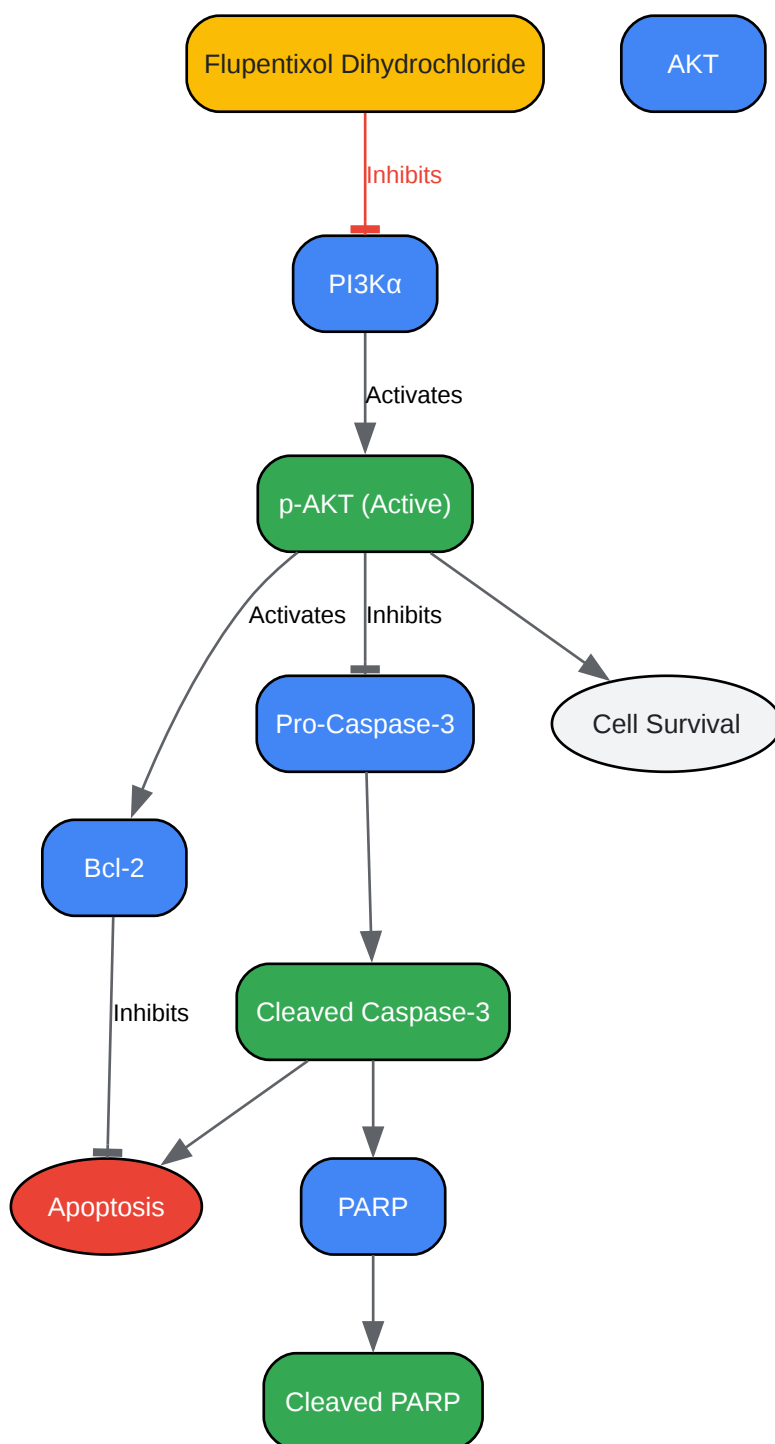 Flupentixol Dihydrochloride
AKT
Inhibits
PI3Kα
Activates
p-AKT (Active)
Activates
Inhibits
Pro-Caspase-3
Cell Survival
Bcl-2
Inhibits
Cleaved Caspase-3
Apoptosis
PARP
Cleaved PARP